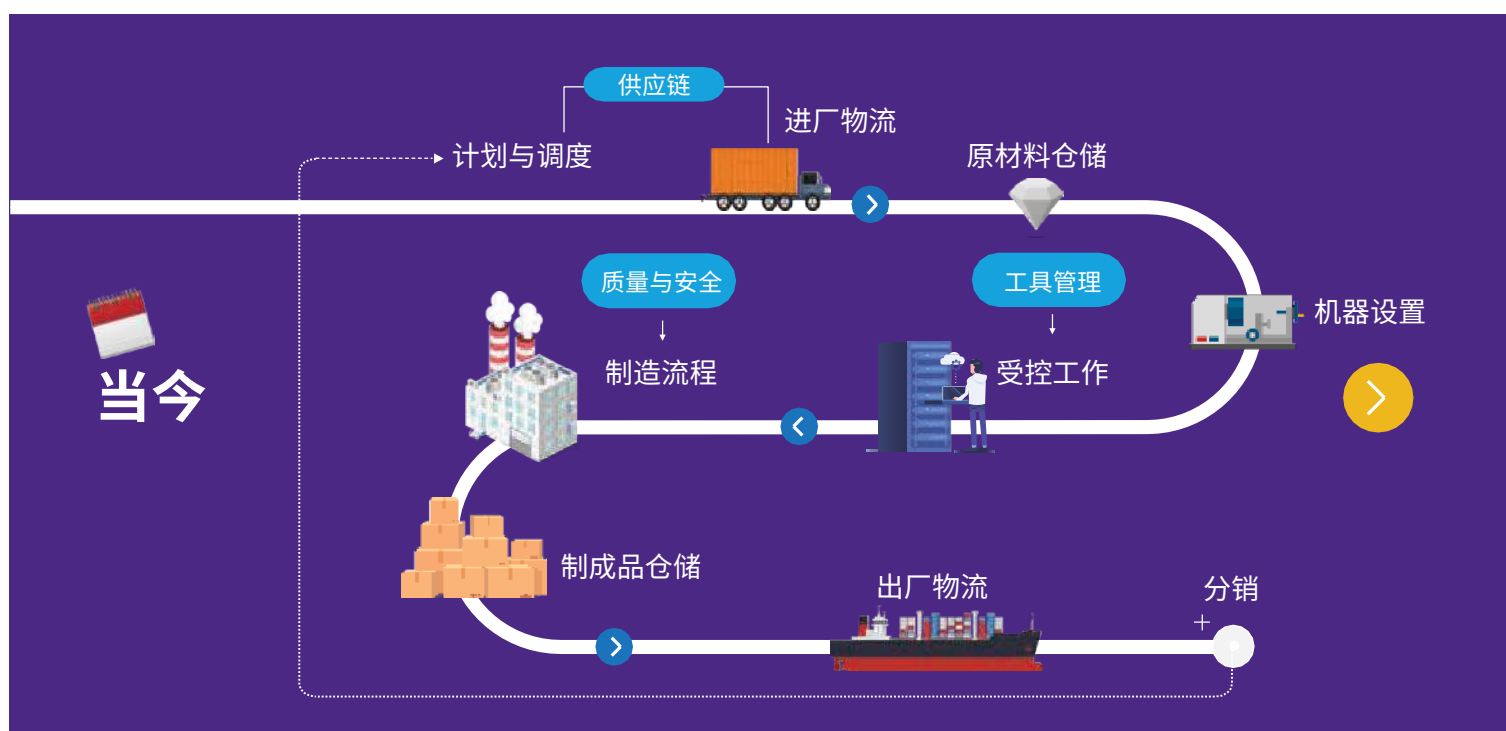 供应链
进厂物流
计划与调度
原材料仓储
质量与安全
工具管理
机器设置
制造流程
受控工作
当今
制成品仓储
出厂物流
分销